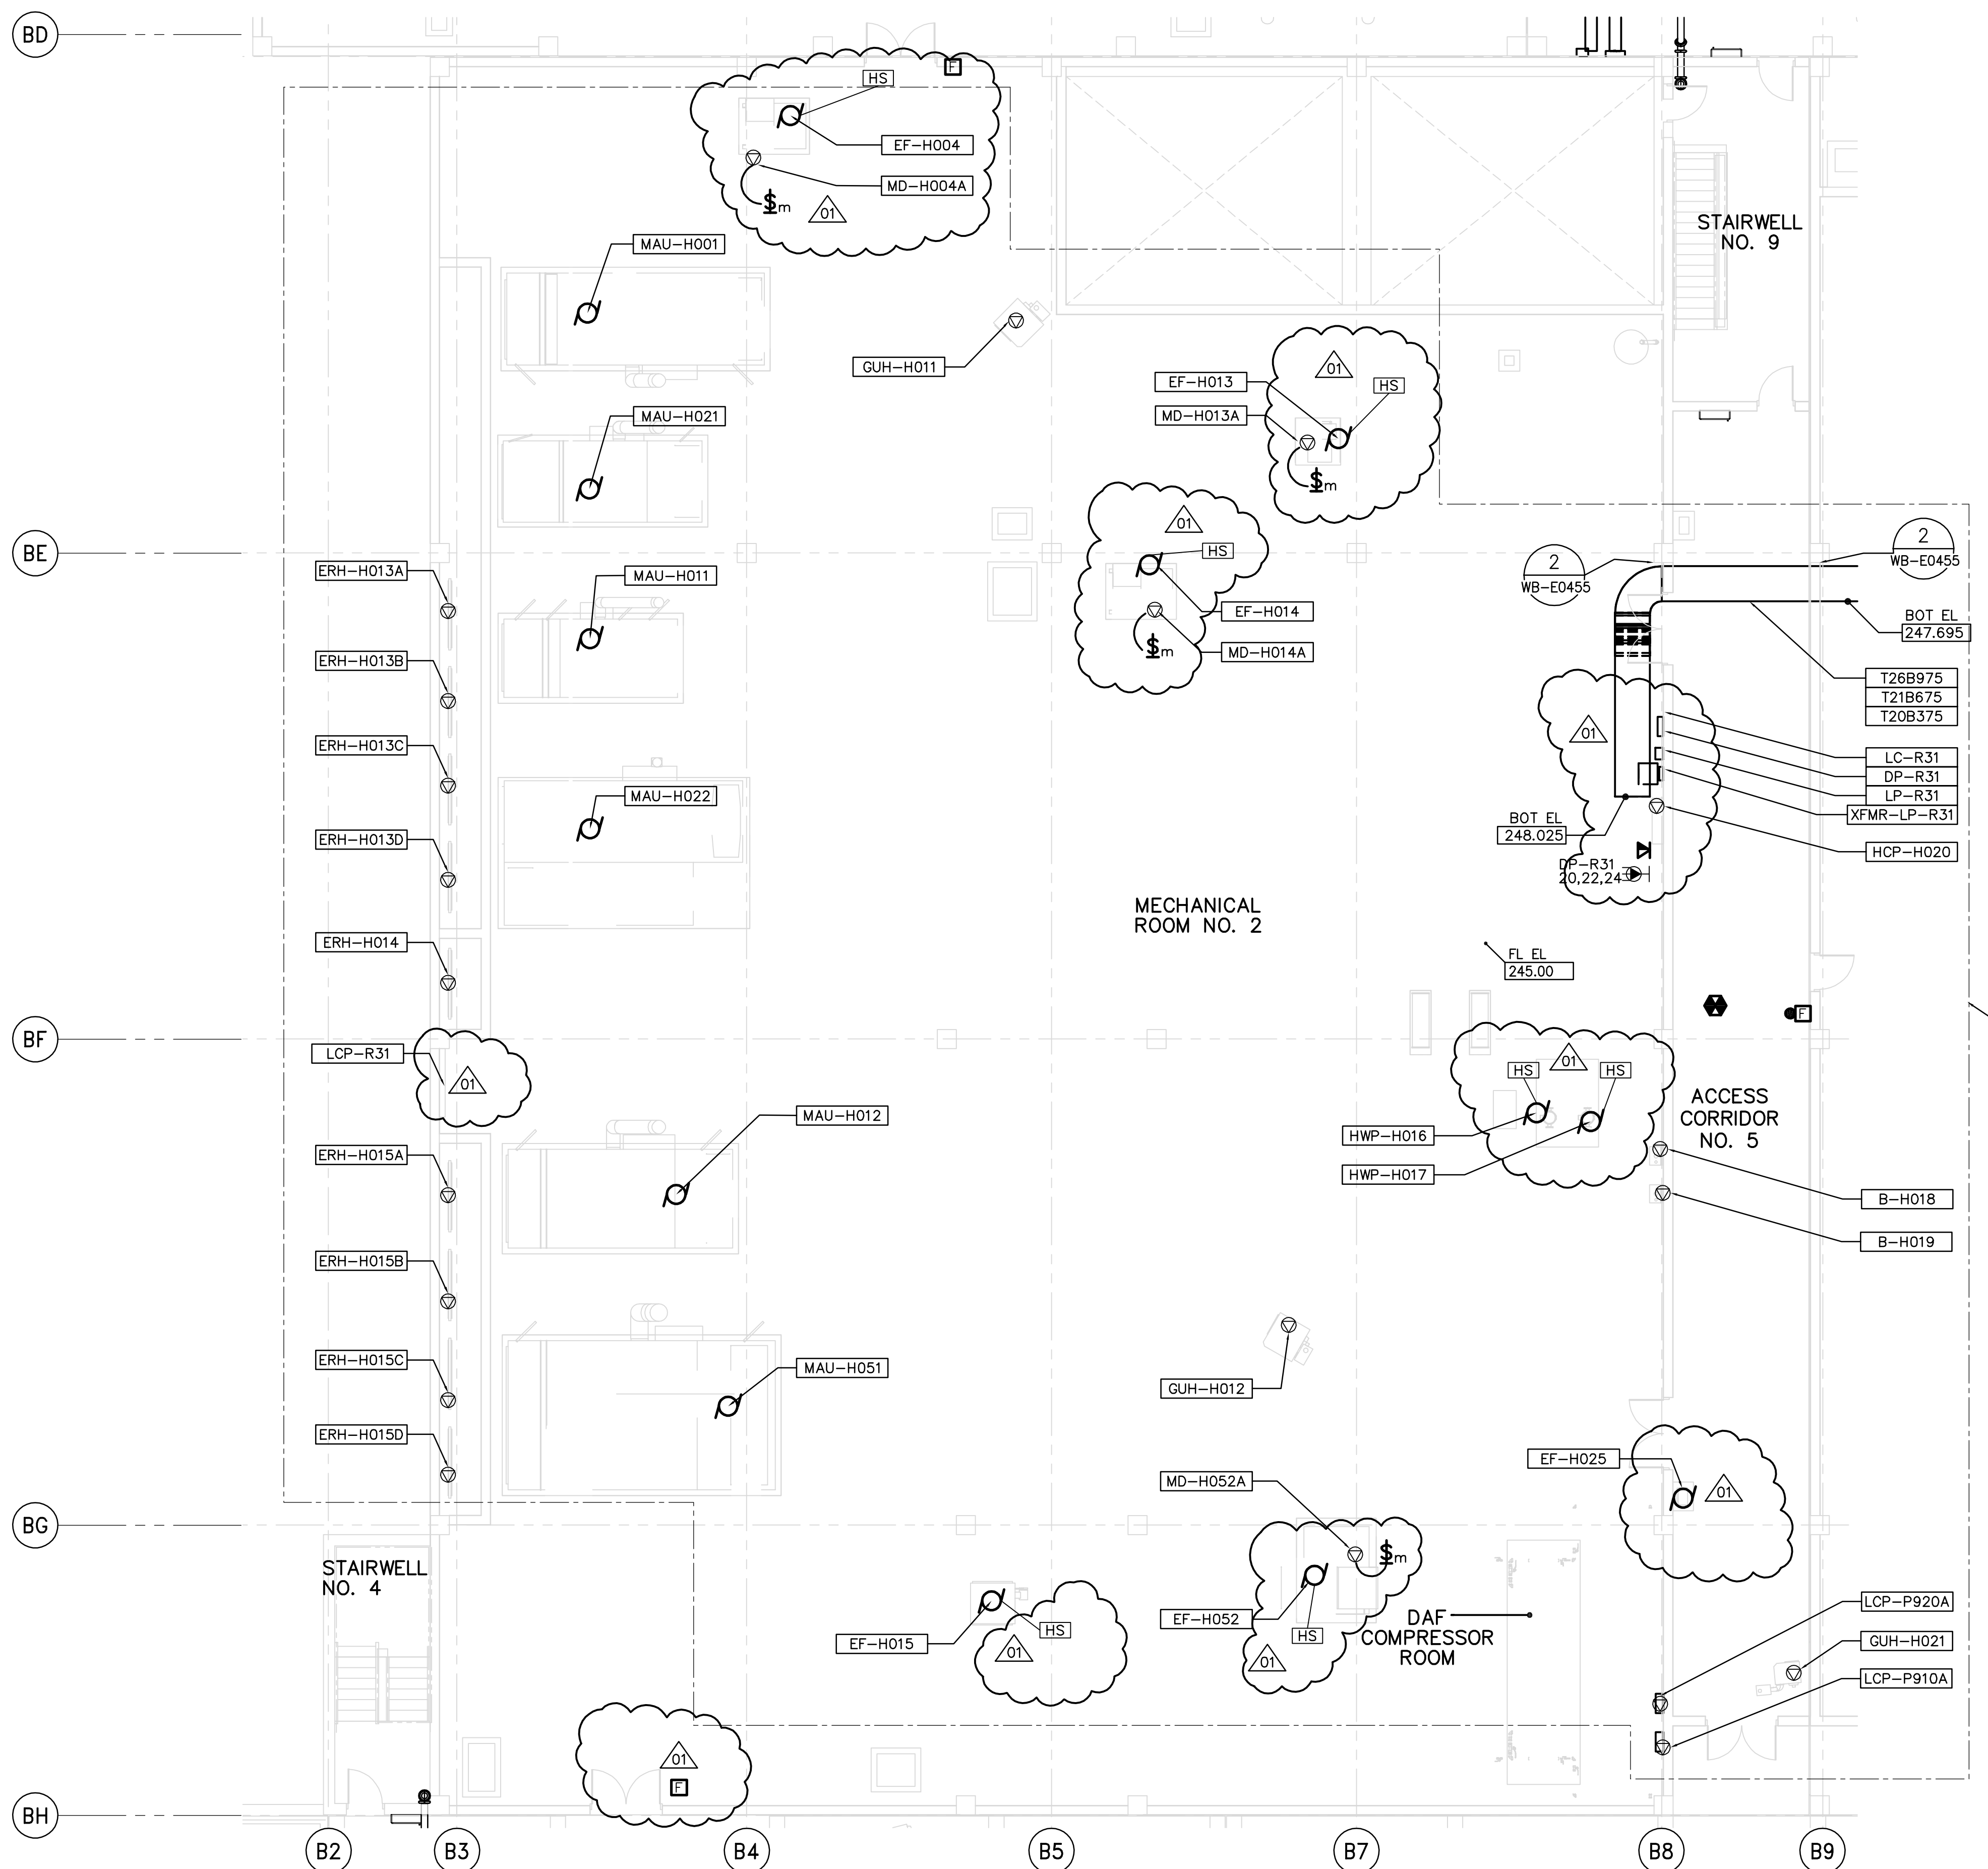 BD
HS
F
EF-H004
MD-H004A
$m
01
MAU-H001
STAIRWELL
NO. 9
GUH-H011
01
EF-H013
HS
MD-H013A
$m
MAU-H021
01
HS
BE
2
WB-E0455
2
WB-E0455
ERH-H013A
MAU-H011
EF-H014
BOT EL
247.695
$m
MD-H014A
ERH-H013B
T26B975
T21B675
T20B375
01
ERH-H013C
LC-R31
DP-R31
LP-R31
XFMR-LP-R31
MAU-H022
BOT EL
248.025
ERH-H013D
HCP-H020
DP-R31
20,22,24
MECHANICAL
ROOM NO. 2
ERH-H014
FL EL
245.00
F
BF
LCP-R31
01
01
HS
HS
ACCESS
CORRIDOR
NO. 5
MAU-H012
HWP-H016
HWP-H017
ERH-H015A
B-H018
B-H019
ERH-H015B
ERH-H015C
MAU-H051
GUH-H012
ERH-H015D
EF-H025
MD-H052A
01
BG
$m
STAIRWELL
NO. 4
LCP-P920A
EF-H015
HS
01
EF-H052
HS
01
DAF
COMPRESSOR
ROOM
GUH-H021
LCP-P910A
01
F
BH
B2
B3
B4
B5
B7
B8
B9